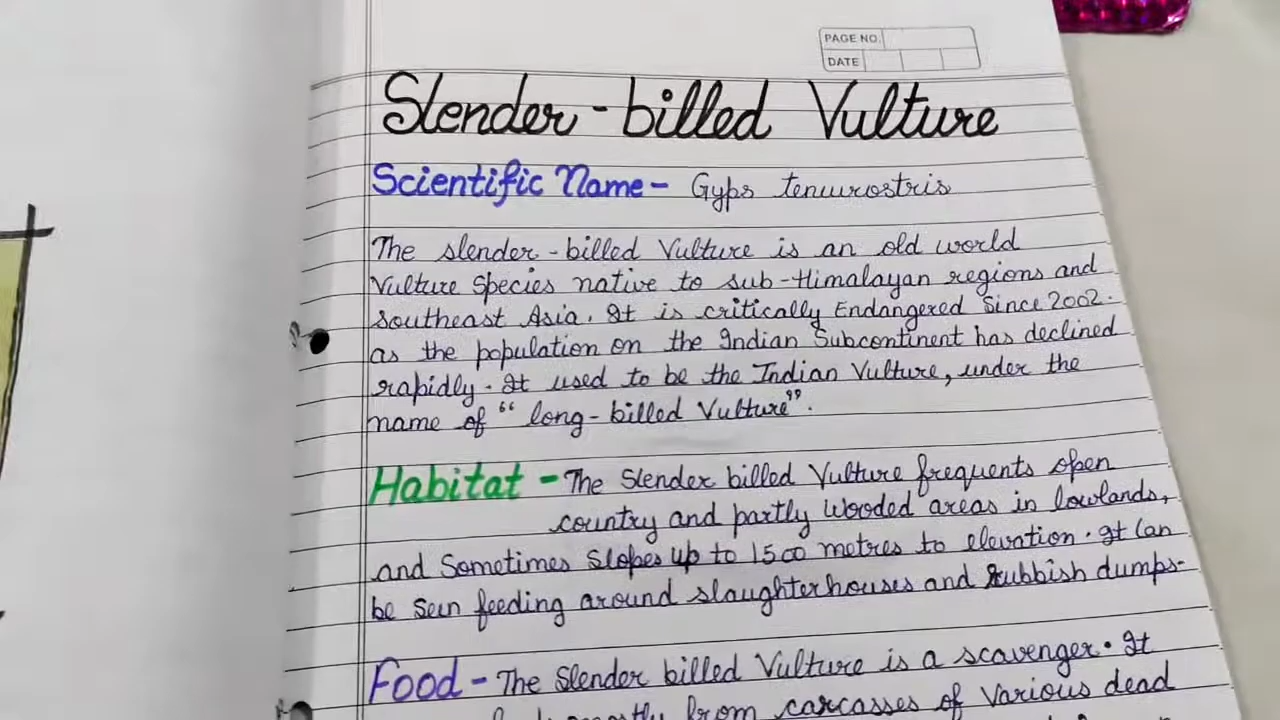 PAGE NO.
DATE
Slender-billed Vulture
Scientific Name- Gyps tenuirostris
The slender-billed Vulture is an old world
Vulture Species native to sub-Himalayan regions and
Southeast Asia. It is critically Endangered Since 2002.
as the population on the Indian Subcontinent has declined
rapidly. It used to be the Indian Vulture, under the
name of "long-billed Vulture".
Habitat - The Slender billed Vulture frequents open
country and partly wooded areas in lowlands,
and Sometimes Slopes up to 1500 metres to elevation. It Can
be seen feeding around slaughterhouses and rubbish dumps-
Food - The Slender billed Vulture is a scavenger. It
from carcasses of Various dead